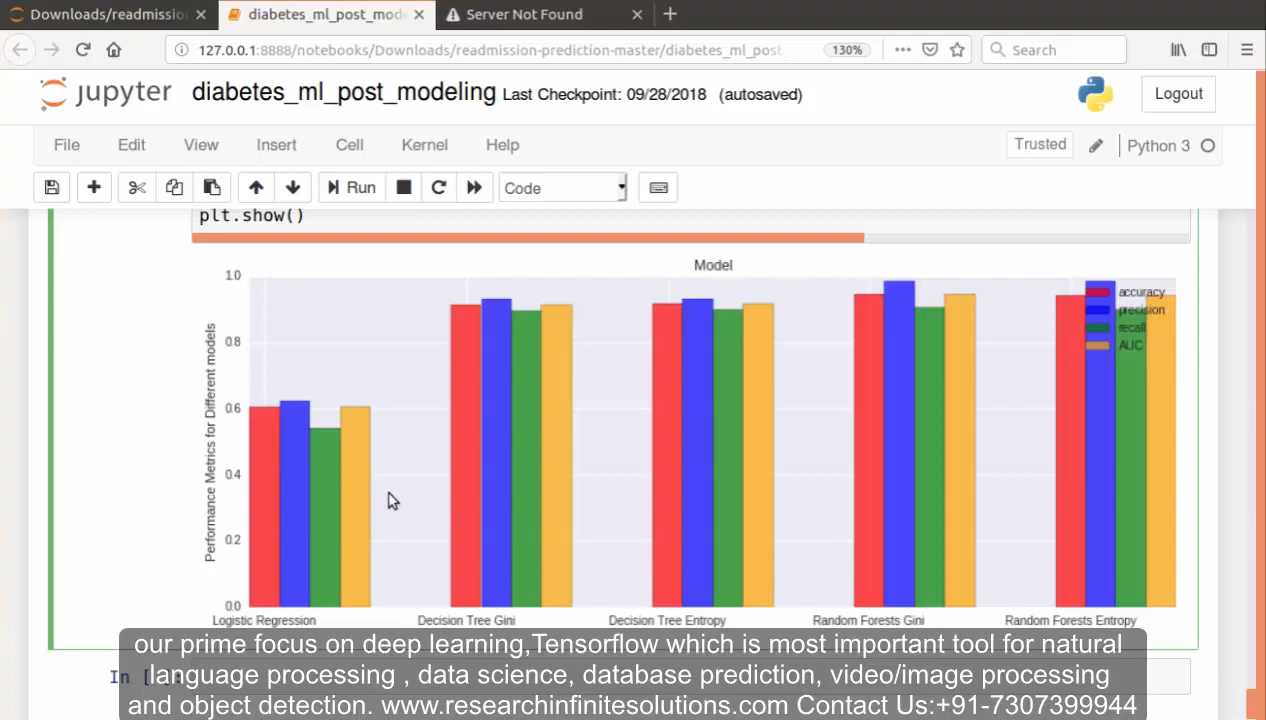 Downloads/readmissio
diabetes_ml_post_mode
Server Not Found
127.0.0.1:8888/notebooks/Downloads/readmission-prediction-master/diabetes_ml_post
130%
Search
jupyter
diabetes_ml_post_modeling Last Checkpoint: 09/28/2018 (autosaved)
Logout
File Edit View Insert Cell Kernel Help
Trusted
Python 3
Run
Code
plt.show()
Model
1.0
0.8
0.6
0.4
0.2
0.0
Performance Metrics for Different models
accuracy
precision
recall
AUC
Logistic Regression
Decision Tree Gini
Decision Tree Entropy
Random Forests Gini
Random Forests Entropy
In [ ]:
our prime focus on deep learning,Tensorflow which is most important tool for natural
language processing , data science, database prediction, video/image processing
and object detection. www.researchinfinitesolutions.com Contact Us:+91-7307399944